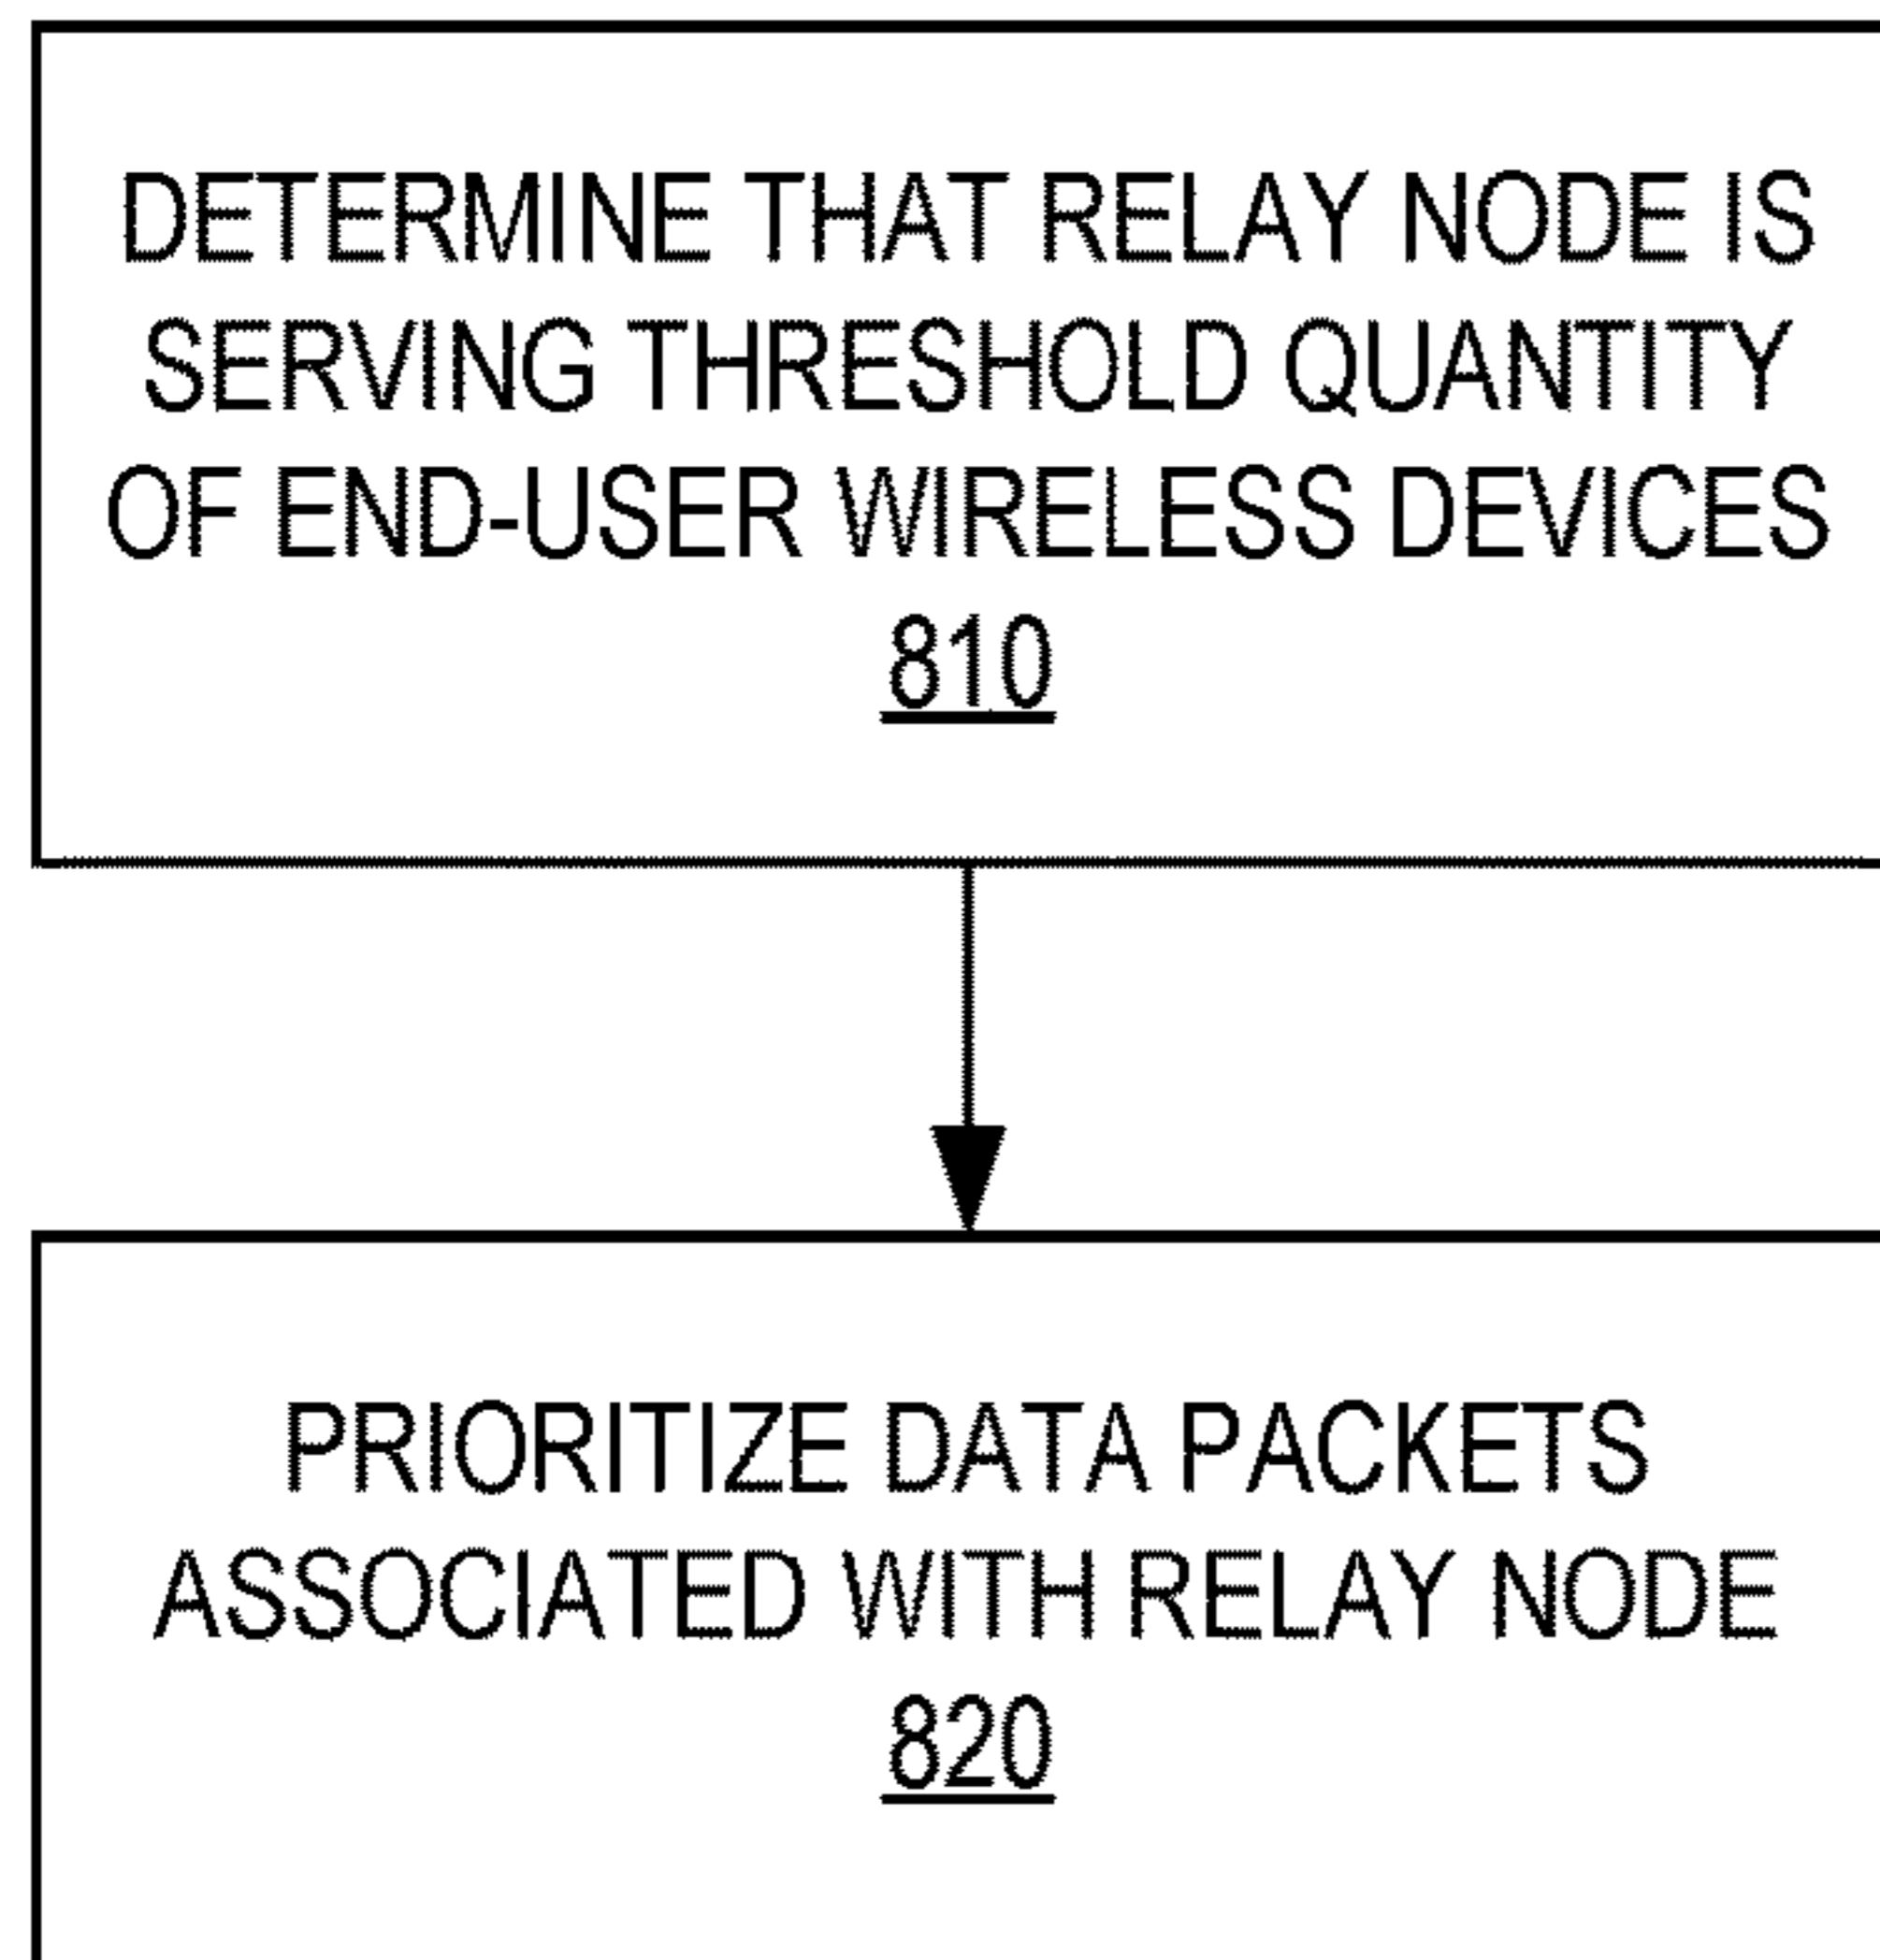 DETERMINE THAT RELAY NODE IS
SERVING THRESHOLD QUANTITY
OF END-USER WIRELESS DEVICES
810
PRIORITIZE DATA PACKETS
ASSOCIATED WITH RELAY NODE
820